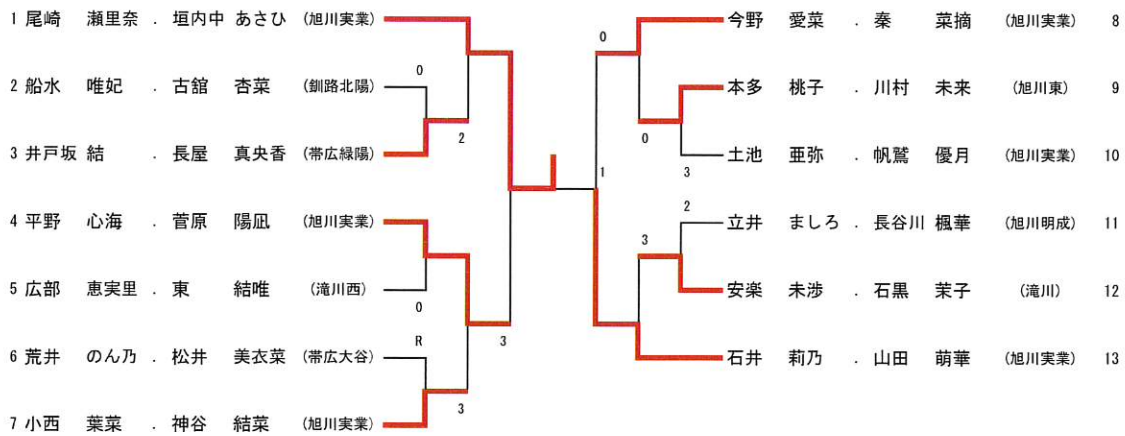 1 尾崎 瀬里奈 . 垣内中 あさひ (旭川実業)
2 船水 唯妃 . 古舘 杏菜 (釧路北陽)
3 井戸坂 結 . 長屋 真央香 (帯広緑陽)
4 平野 心海 . 菅原 陽凪 (旭川実業)
5 広部 恵実里 . 東 結唯 (滝川西)
6 荒井 のん乃 . 松井 美衣菜 (帯広大谷)
7 小西 葉菜 . 神谷 結菜 (旭川実業)
0
2
0
3
R
3
0
1
0
3
2
3
今野 愛菜 . 秦 菜摘 (旭川実業) 8
本多 桃子 . 川村 未来 (旭川東) 9
土池 亜弥 . 帆鷲 優月 (旭川実業) 10
立井 ましろ . 長谷川 楓華 (旭川明成) 11
安楽 未渉 . 石黒 茉子 (滝川) 12
石井 莉乃 . 山田 萌華 (旭川実業) 13